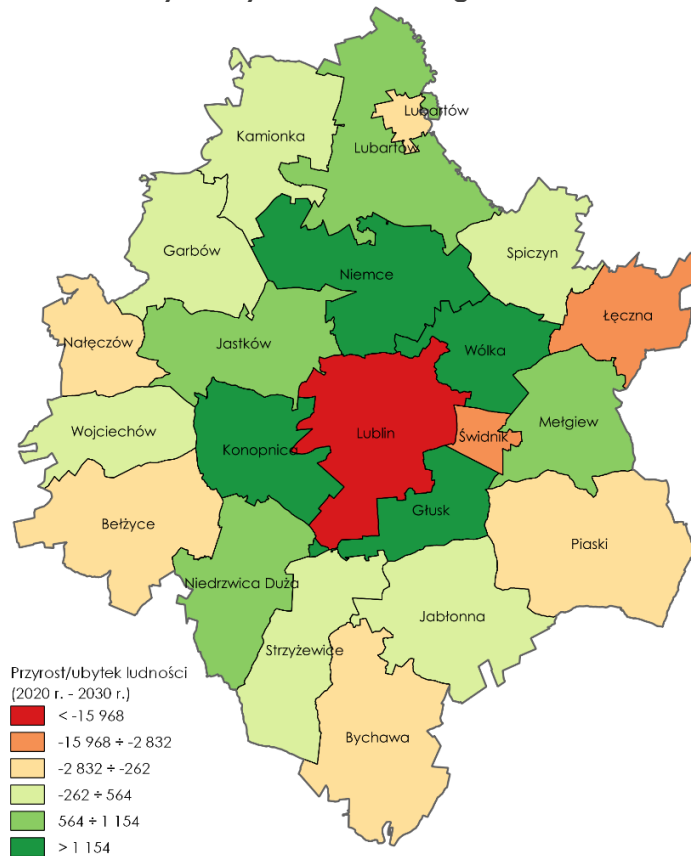 Lubartów
Kamionka
Lubartów
Garbów
Spiczyn
Niemce
Łęczna
Nałęczów
Jastków
Wólka
Mełgiew
Wojciechów
Lublin
Świdnik
Konopnica
Głusk
Bełżyce
Piaski
Niedrzwica Duża
Jabłonna
Strzyżewice
Bychawa
Przyrost/ubytek ludności
(2020 r. - 2030 r.)
< -15 968
-15 968 ÷ -2 832
-2 832 ÷ -262
-262 ÷ 564
564 ÷ 1 154
> 1 154